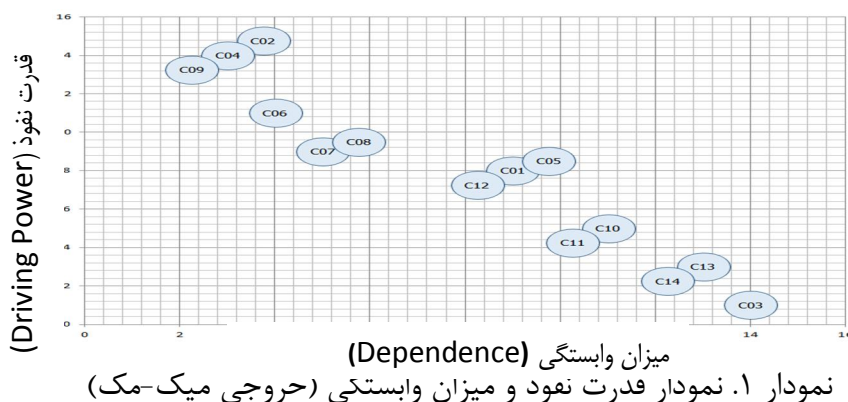 16
C02
4
C04
C09
2
C06
0
C08
C07
8
C05
C01
C12
6
C10
C11
4
C13
C14
2
C03
0
0 2 14 16
قدرت نفوذ (Driving Power)
میزان وابستگی (Dependence)
نمودار ۱. نمودار قدرت نفوذ و میزان وابستگی (خروجی میک-مک)